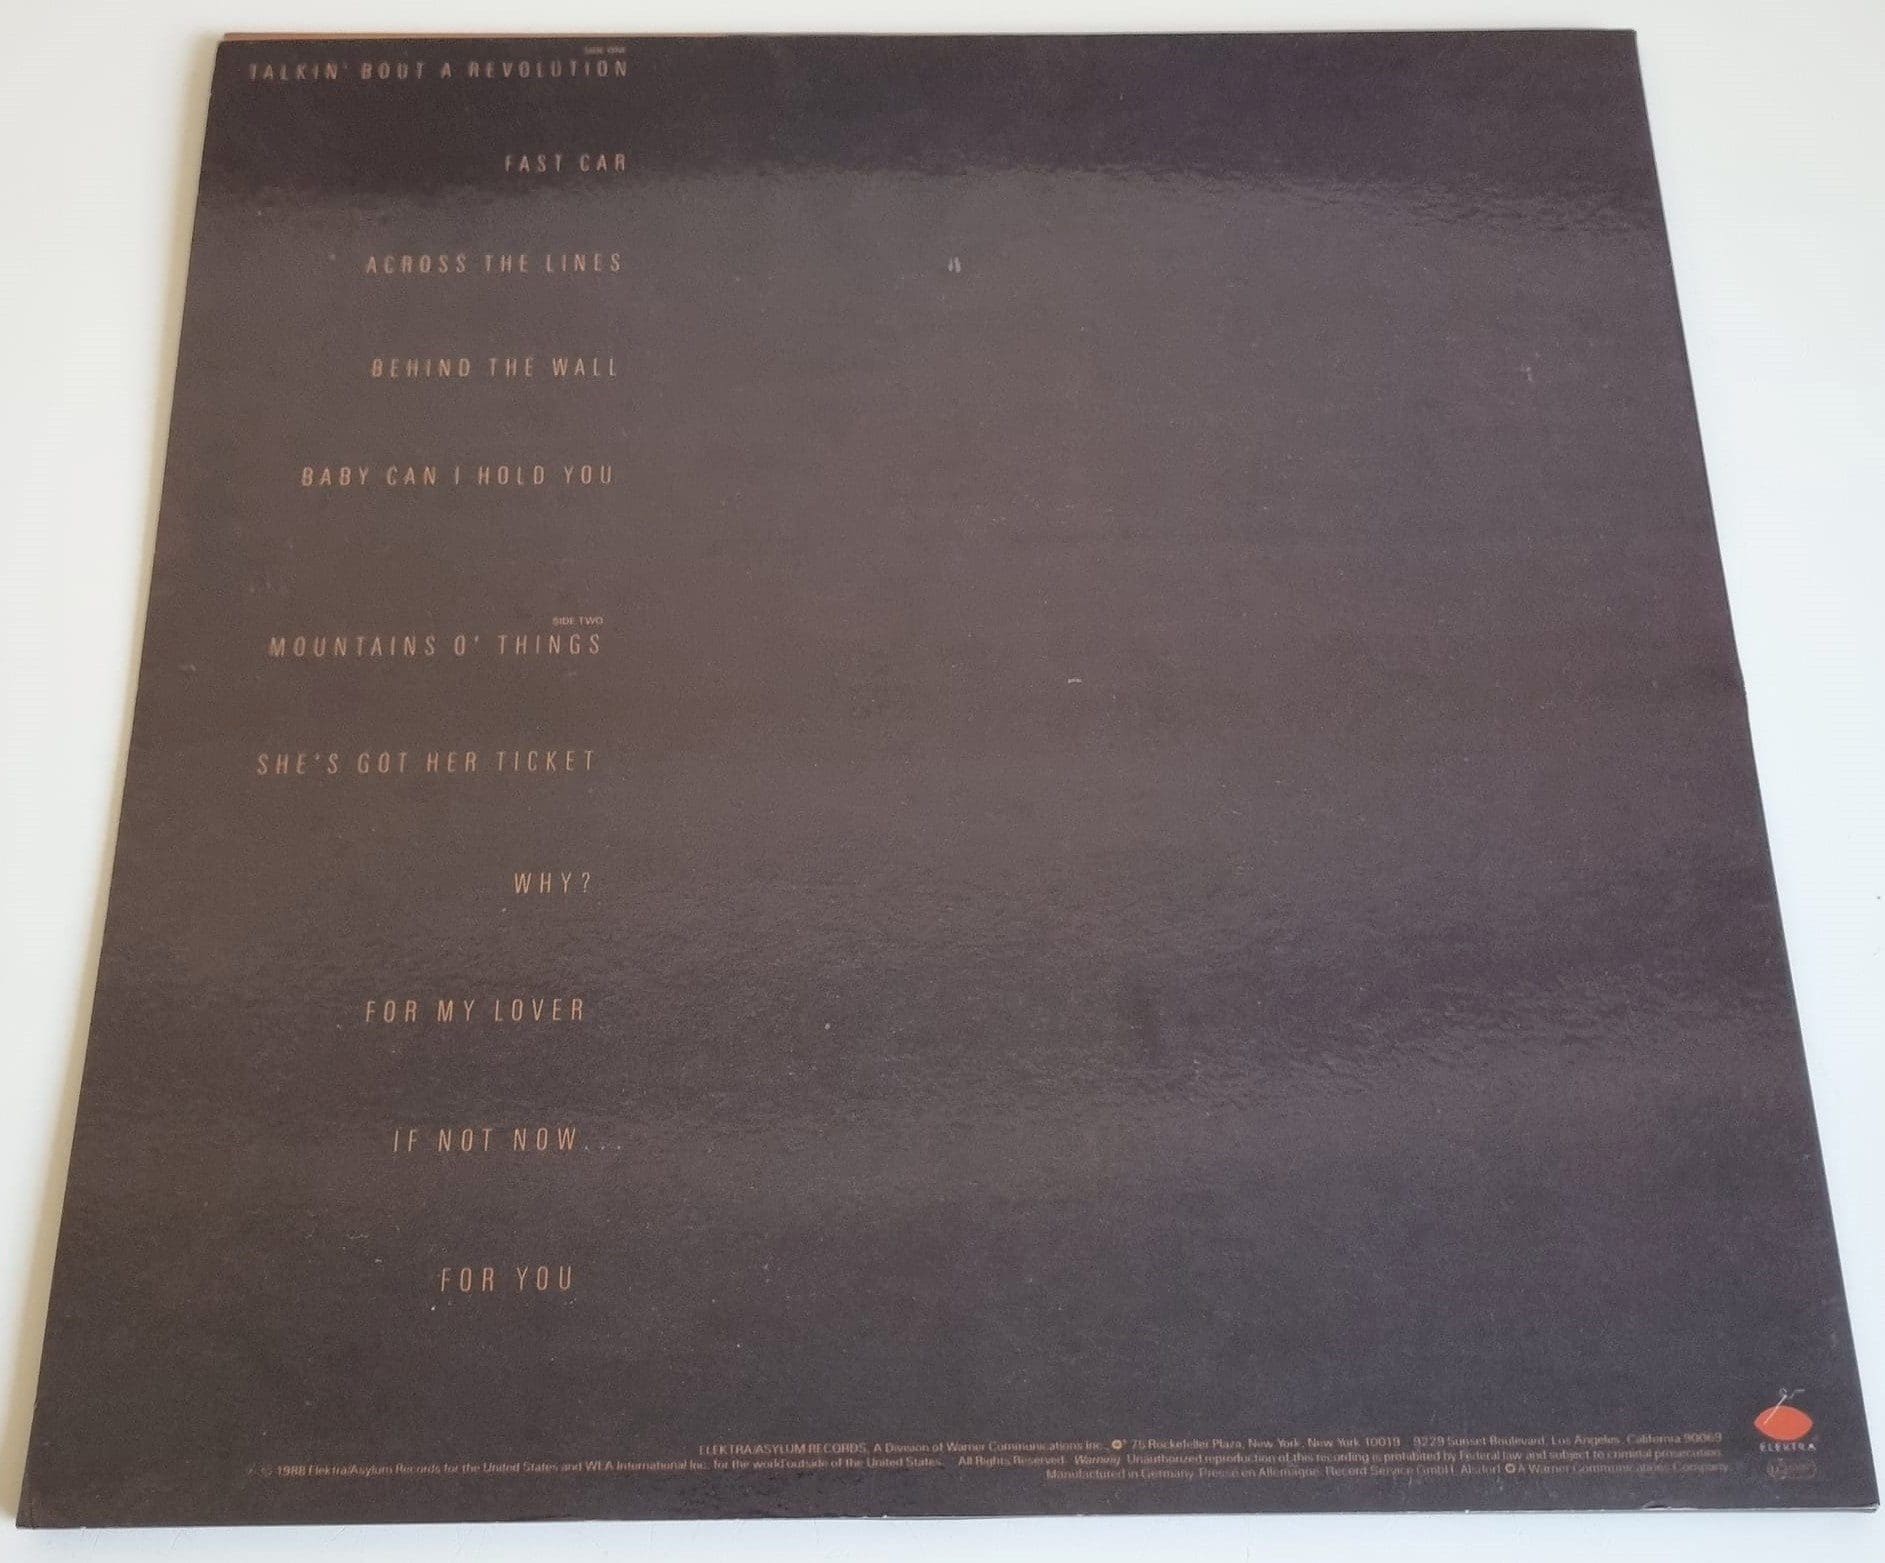 SIDE ONE
TALKIN' BOUT A REVOLUTION
FAST CAR
ACROSS THE LINES
BEHIND THE WALL
BABY CAN I HOLD YOU
SIDE TWO
MOUNTAINS O' THINGS
SHE'S GOT HER TICKET
WHY?
FOR MY LOVER
IF NOT NOW...
FOR YOU
ELEKTRA
ELEKTRA/ASYLUM RECORDS, A Division of Warner Communications Inc., 75 Rockefeller Plaza, New York, New York 10019 9229 Sunset Boulevard, Los Angeles, California 90069
© 1988 Elektra/Asylum Records for the United States and WEA International Inc. for the world outside of the United States. All Rights Reserved. Warning: Unauthorized reproduction of this recording is prohibited by Federal law and subject to criminal prosecution.
Manufactured in Germany. Presse en Allemagne. Record Service GmbH, Alsdorf. A Warner Communications Company